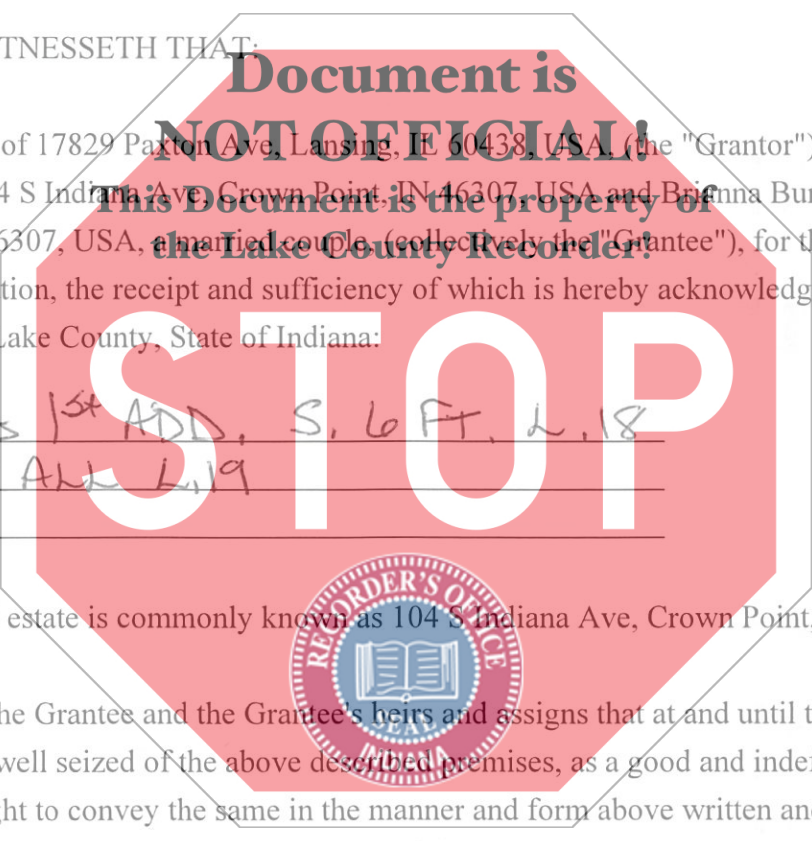 TNESSETH THAT:
Document is
NOT OFFICIAL!
of 17829 Paxton Ave, Lansing, IL 60438, USA, (the "Grantor")
This Document is the property of
4 S Indiana Ave, Crown Point, IN 46307, USA and Brianna Bur
the Lake County Recorder!
6307, USA, a married couple, (collectively the "Grantee"), for th
tion, the receipt and sufficiency of which is hereby acknowledg
Lake County, State of Indiana:
STOP
s 1st ADD. S. 6 FT. L.18
ALL L.19
RECORDER'S OFFICE
estate is commonly known as 104 S Indiana Ave, Crown Point,
he Grantee and the Grantee's heirs and assigns that at and until t
SEAL
well seized of the above described premises, as a good and indef
INDIANA
ht to convey the same in the manner and form above written and